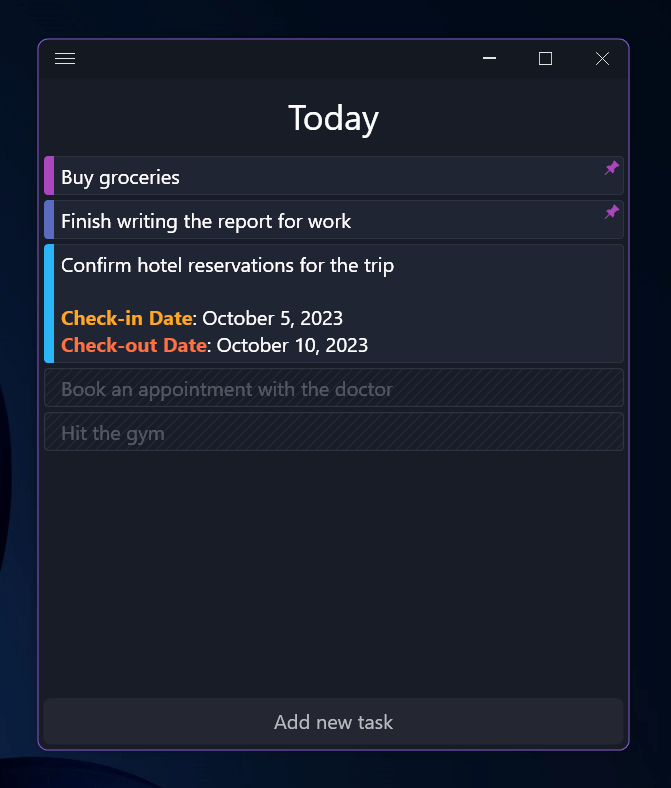 Today
Buy groceries
Finish writing the report for work
Confirm hotel reservations for the trip
Check-in Date: October 5, 2023
Check-out Date: October 10, 2023
Book an appointment with the doctor
Hit the gym
Add new task